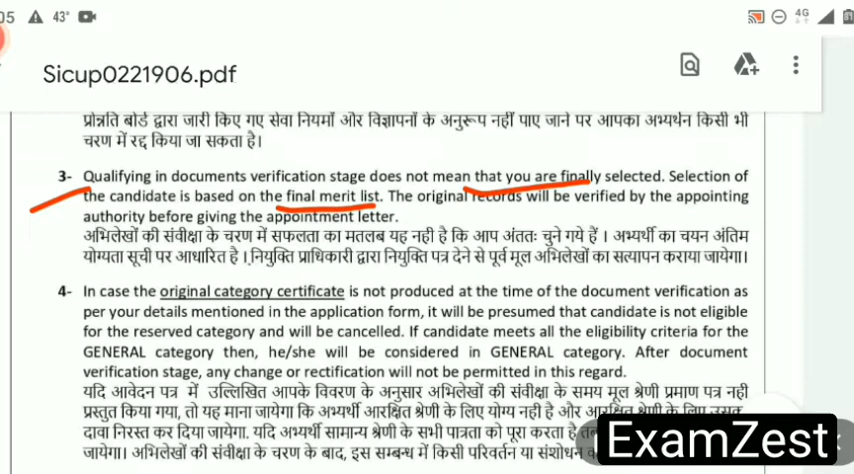 05 43°
4G
Sicup0221906.pdf
प्रोन्नति बोर्ड द्वारा जारी किए गए सेवा नियमों और विज्ञापनों के अनुरूप नहीं पाए जाने पर आपका अभ्यर्थन किसी भी
चरण में रद्द किया जा सकता है।
3- Qualifying in documents verification stage does not mean that you are finally selected. Selection of
the candidate is based on the final merit list. The original records will be verified by the appointing
authority before giving the appointment letter.
अभिलेखों की संवीक्षा के चरण में सफलता का मतलब यह नही है कि आप अंततः चुने गये हैं । अभ्यर्थी का चयन अंतिम
योग्यता सूची पर आधारित है । नियुक्ति प्राधिकारी द्वारा नियुक्ति पत्र देने से पूर्व मूल अभिलेखों का सत्यापन कराया जायेगा।
4- In case the original category certificate is not produced at the time of the document verification as
per your details mentioned in the application form, it will be presumed that candidate is not eligible
for the reserved category and will be cancelled. If candidate meets all the eligibility criteria for the
GENERAL category then, he/she will be considered in GENERAL category. After document
verification stage, any change or rectification will not be permitted in this regard.
यदि आवेदन पत्र में उल्लिखित आपके विवरण के अनुसार अभिलेखों की संवीक्षा के समय मूल श्रेणी प्रमाण पत्र नही
प्रस्तुत किया गया, तो यह माना जायेगा कि अभ्यर्थी आरक्षित श्रेणी के लिए योग्य नही है और आरक्षित श्रेणी के लिए उसका
दावा निरस्त कर दिया जायेगा. यदि अभ्यर्थी सामान्य श्रेणी के सभी पात्रता को पूरा करता है
जायेगा। अभिलेखों की संवीक्षा के चरण के बाद, इस सम्बन्ध में किसी परिवर्तन या संशोधन
ExamZest